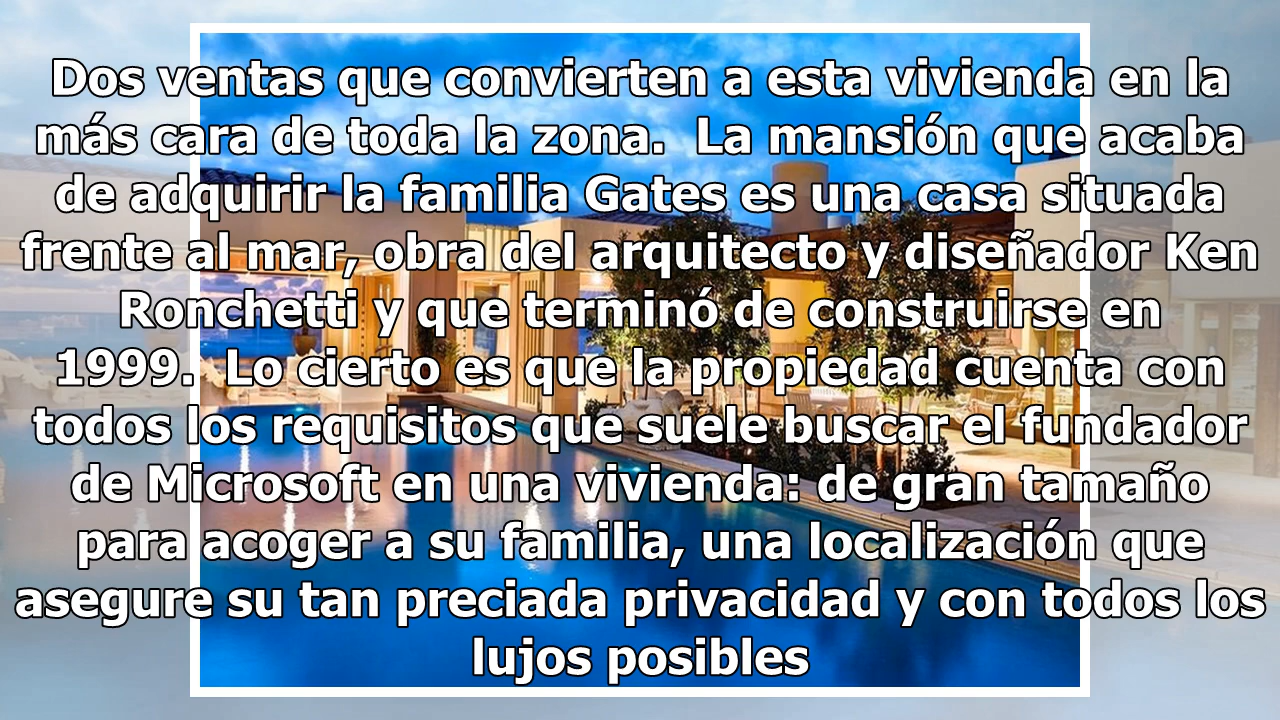 Dos ventas que convierten a esta vivienda en la
más cara de toda la zona.  La mansión que acaba
de adquirir la familia Gates es una casa situada
frente al mar, obra del arquitecto y diseñador Ken
Ronchetti y que terminó de construirse en
1999.  Lo cierto es que la propiedad cuenta con
todos los requisitos que suele buscar el fundador
de Microsoft en una vivienda: de gran tamaño
para acoger a su familia, una localización que
asegure su tan preciada privacidad y con todos los
lujos posibles